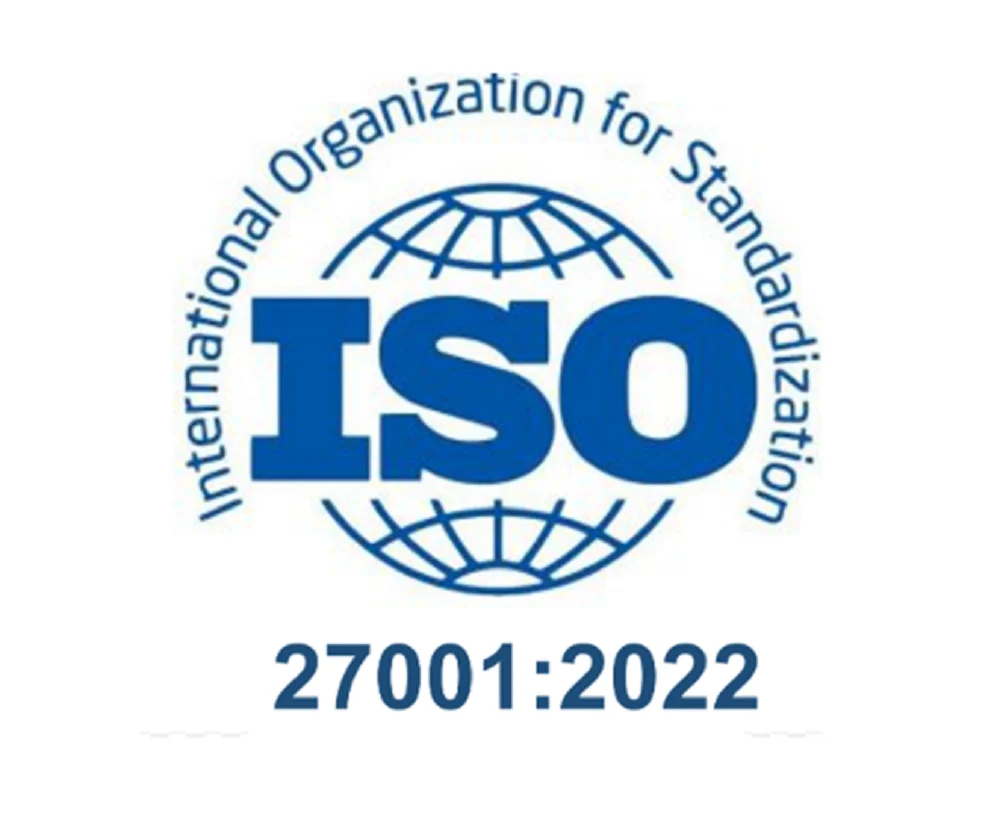 International Organization for Standardization
ISO
27001:2022